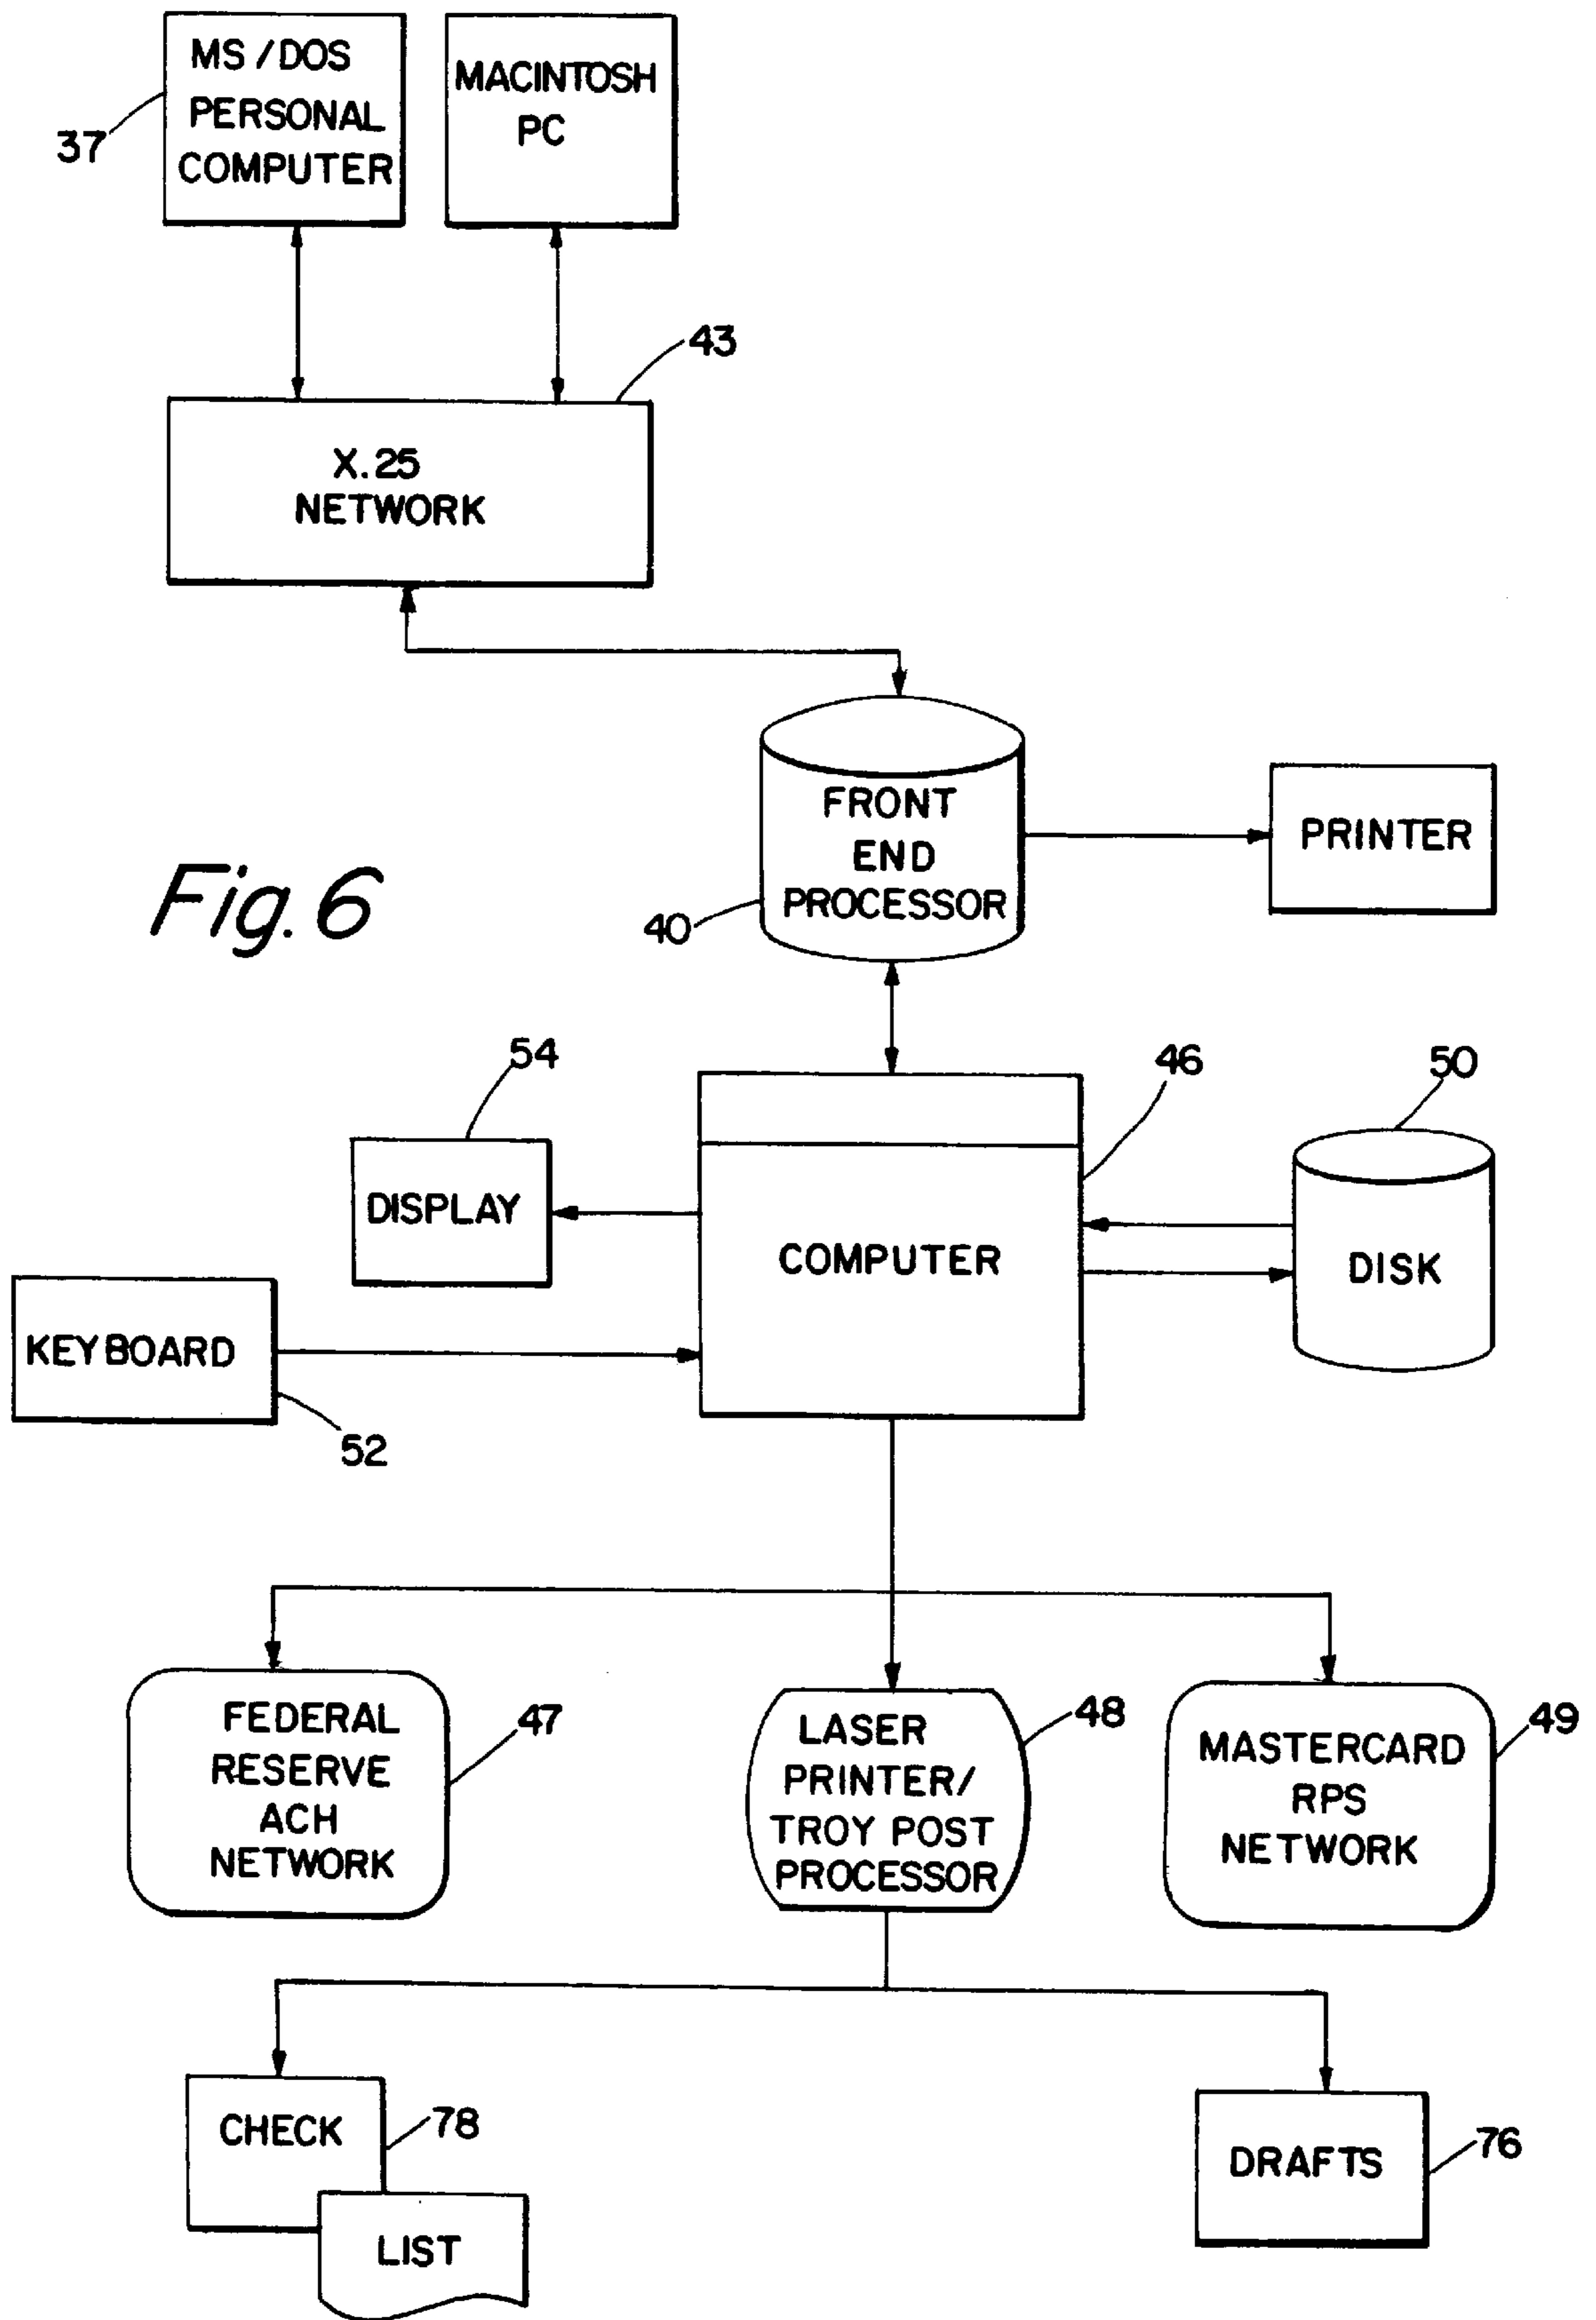 MS/DOS
PERSONAL
COMPUTER
37
MACINTOSH
PC
43
X.25
NETWORK
FRONT
END
PROCESSOR
40
PRINTER
Fig. 6
54
46
50
DISPLAY
COMPUTER
DISK
KEYBOARD
52
FEDERAL
RESERVE
ACH
NETWORK
47
LASER
PRINTER/
TROY POST
PROCESSOR
48
MASTERCARD
RPS
NETWORK
49
CHECK
78
LIST
DRAFTS
76